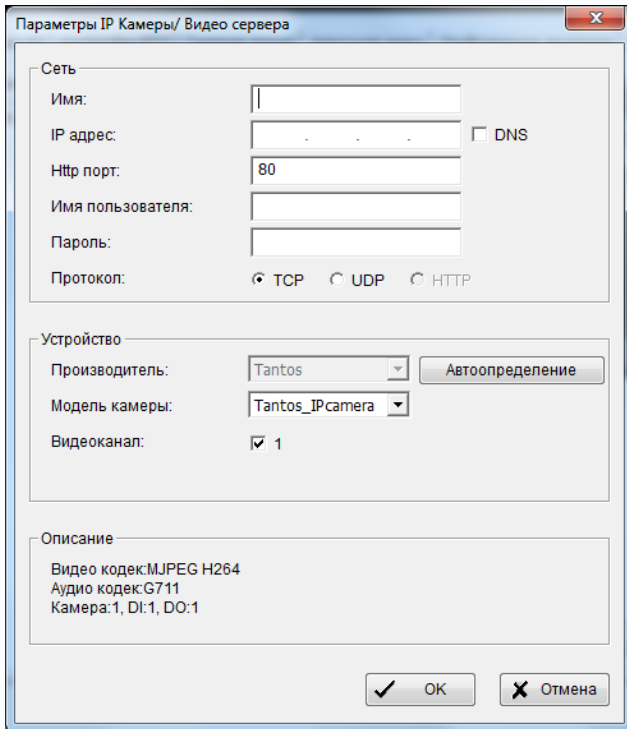 Параметры IP Камеры/ Видео сервера
Сеть
Имя:
IP адрес: . . . DNS
Http порт: 80
Имя пользователя:
Пароль:
Протокол: TCP UDP HTTP
Устройство
Производитель: Tantos Автоопределение
Модель камеры: Tantos_IPcamera
Видеоканал: 1
Описание
Видео кодек:MJPEG H264
Аудио кодек:G711
Камера:1, DI:1, DO:1
OK Отмена